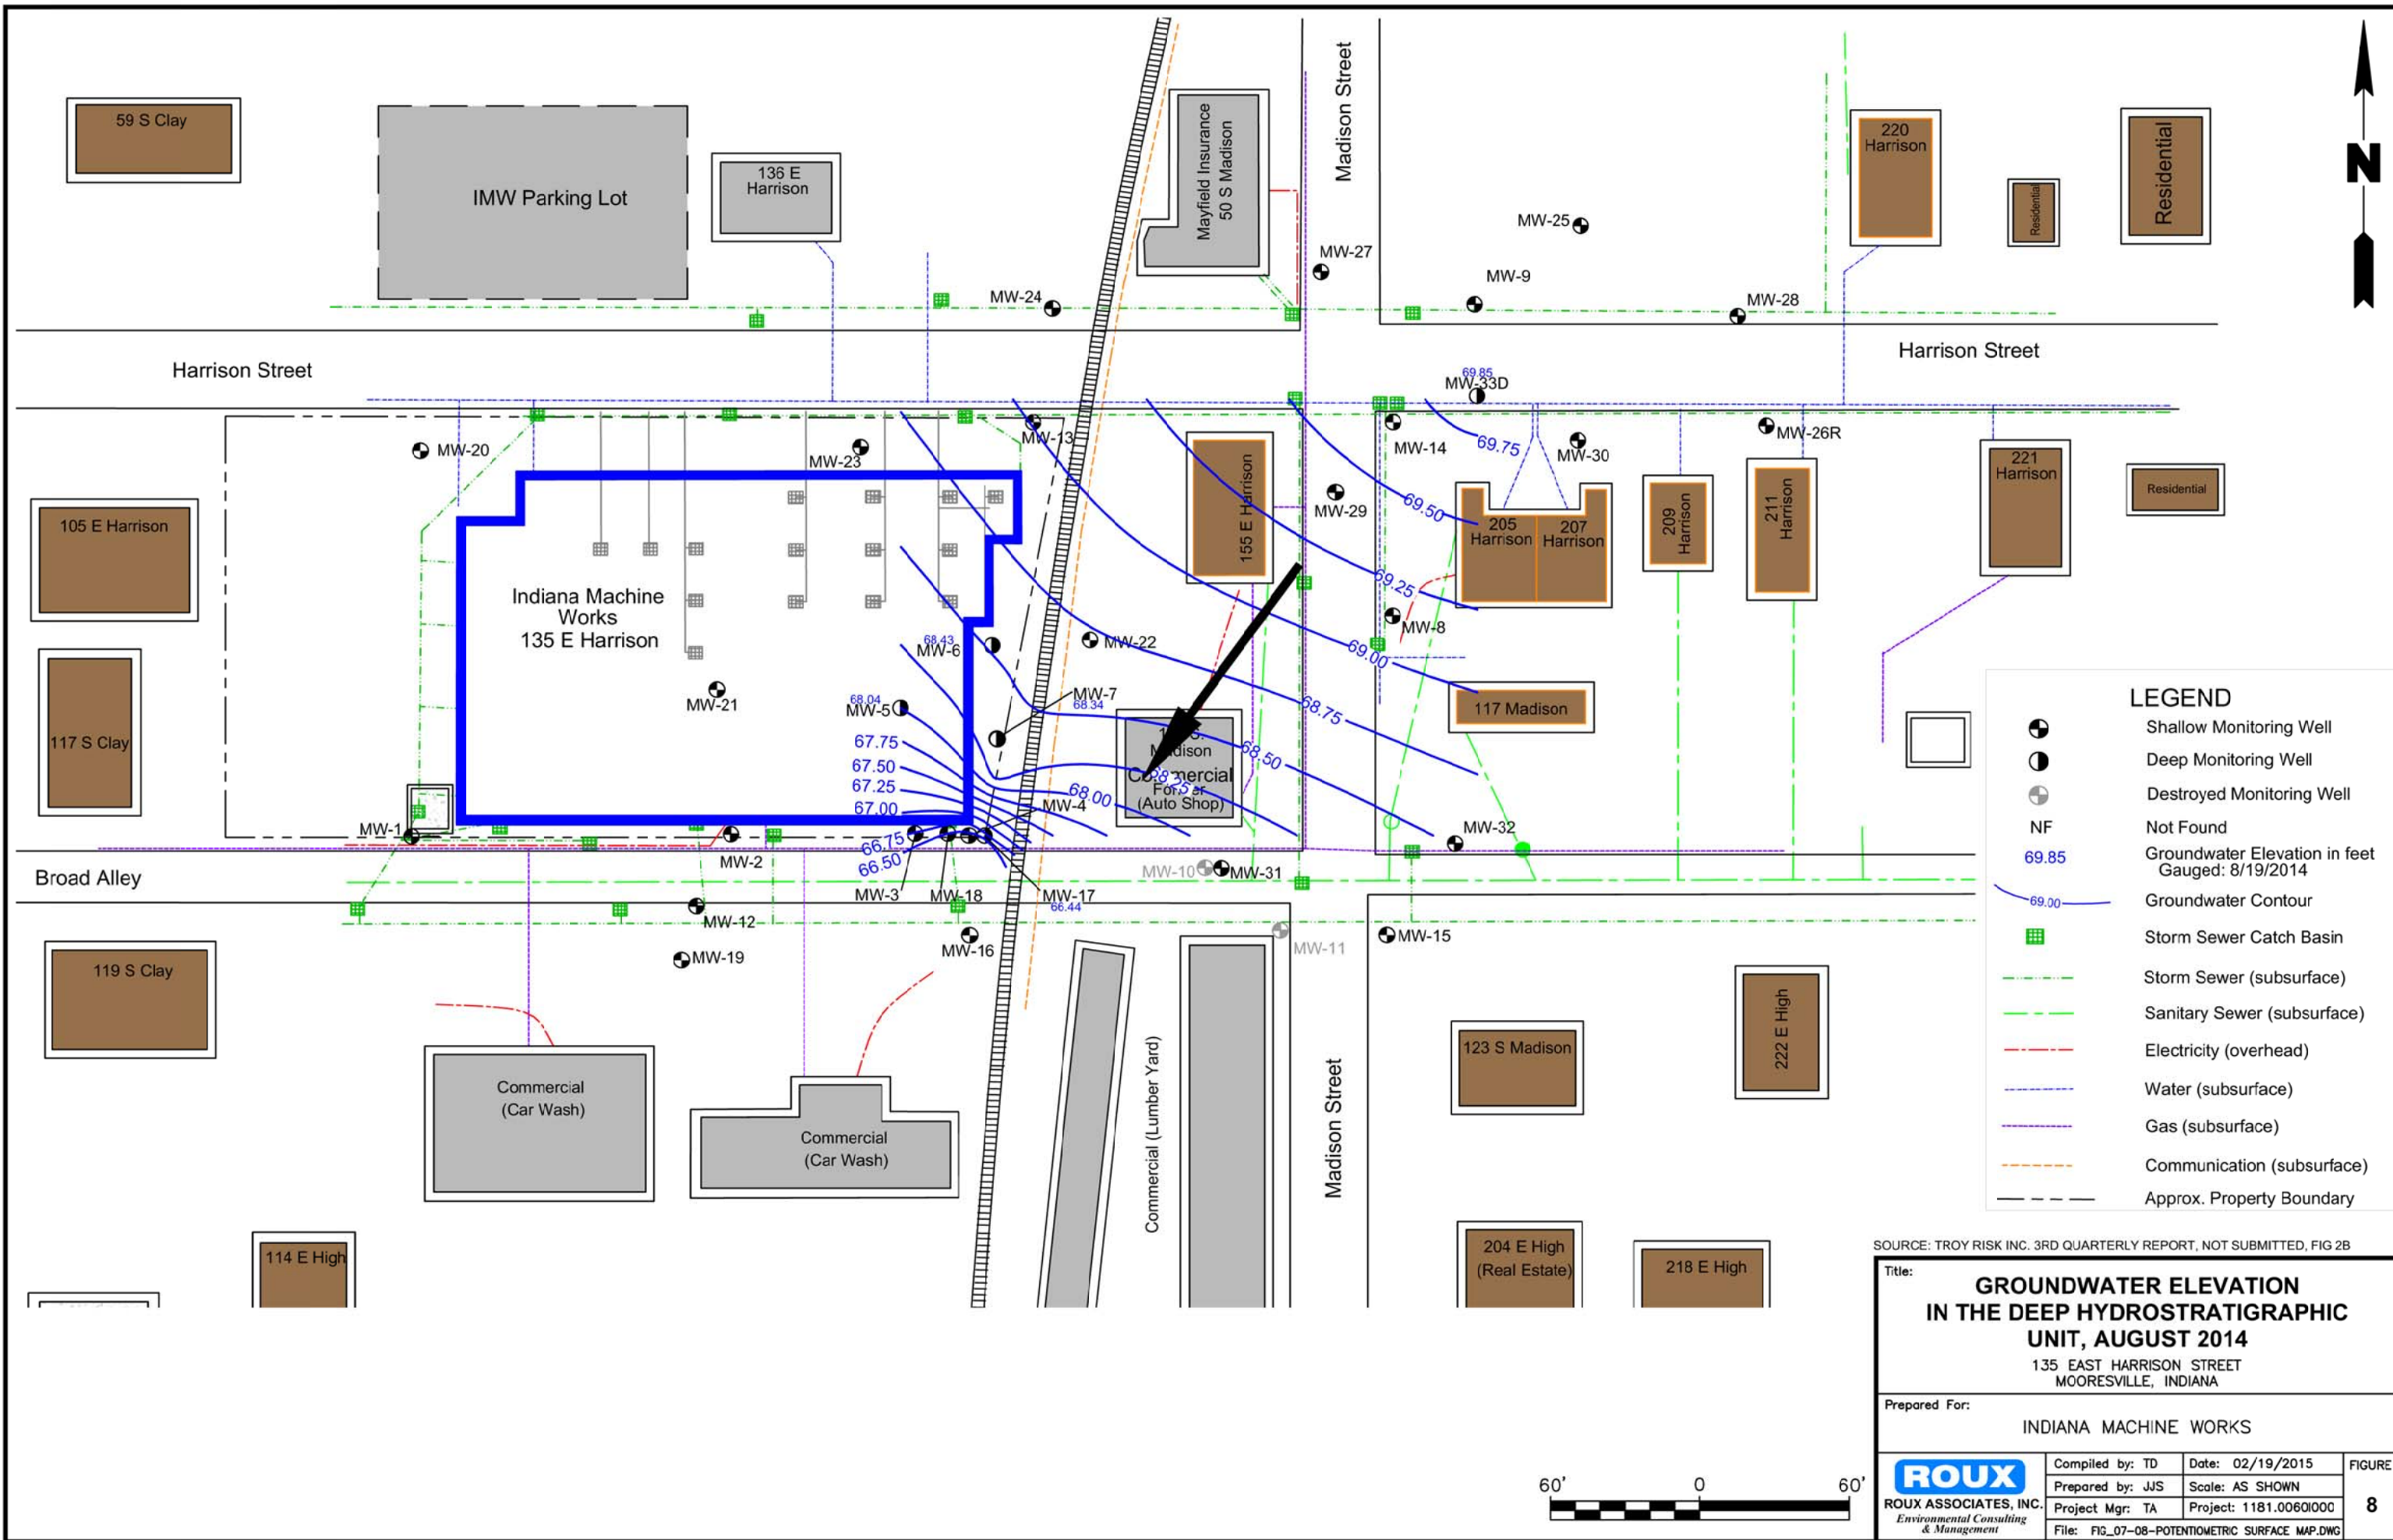 59 S Clay
IMW Parking Lot
136 E
Harrison
Mayfield Insurance
50 S Madison
Madison Street
220
Harrison
Residential
Residential
N
MW-25
MW-27
MW-9
MW-24
MW-28
Harrison Street
Harrison Street
69.85
MW-33D
MW-20
MW-23
MW-13
MW-14
69.75
MW-30
MW-26R
221
Harrison
Residential
105 E Harrison
155 E Harrison
MW-29
69.50
205
Harrison
207
Harrison
209
Harrison
211
Harrison
Indiana Machine
Works
135 E Harrison
69.25
MW-8
68.43
MW-6
MW-22
69.00
MW-21
68.04
MW-5
MW-7
68.34
68.75
117 Madison
117 S Clay
67.75
67.50
67.25
67.00
66.75
66.50
68.50
68.25
68.00
Madison
Commercial
Former
(Auto Shop)
MW-4
MW-1
MW-2
MW-32
Broad Alley
MW-3
MW-18
MW-17
66.44
MW-10
MW-31
MW-12
MW-16
MW-11
MW-15
MW-19
119 S Clay
Commercial
(Car Wash)
Commercial
(Car Wash)
Commercial (Lumber Yard)
Madison Street
123 S Madison
222 E High
114 E High
204 E High
(Real Estate)
218 E High
LEGEND
Shallow Monitoring Well
Deep Monitoring Well
Destroyed Monitoring Well
NF Not Found
69.85 Groundwater Elevation in feet
Gauged: 8/19/2014
69.00 Groundwater Contour
Storm Sewer Catch Basin
Storm Sewer (subsurface)
Sanitary Sewer (subsurface)
Electricity (overhead)
Water (subsurface)
Gas (subsurface)
Communication (subsurface)
Approx. Property Boundary
SOURCE: TROY RISK INC. 3RD QUARTERLY REPORT, NOT SUBMITTED, FIG 2B
Title:
GROUNDWATER ELEVATION
IN THE DEEP HYDROSTRATIGRAPHIC
UNIT, AUGUST 2014
135 EAST HARRISON STREET
MOORESVILLE, INDIANA
Prepared For:
INDIANA MACHINE WORKS
60' 0 60'
ROUX
ROUX ASSOCIATES, INC.
Environmental Consulting
& Management
Compiled by: TD Date: 02/19/2015 FIGURE
Prepared by: JJS Scale: AS SHOWN
Project Mgr: TA Project: 1181.0060I000 8
File: FIG_07-08-POTENTIOMETRIC SURFACE MAP.DWG